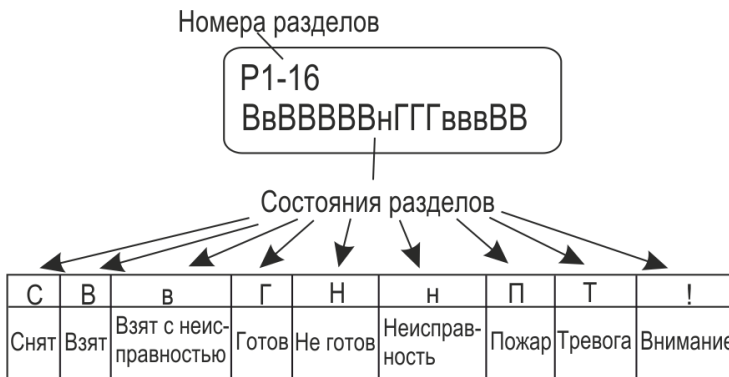 Номера разделов
Р1-16
ВвВВВВВнГГГвввВВ
Состояния разделов
С В в Г Н н П Т !
Снят Взят Взят с неис- Готов Не готов Неисправ- Пожар Тревога Внимание
правностью ность